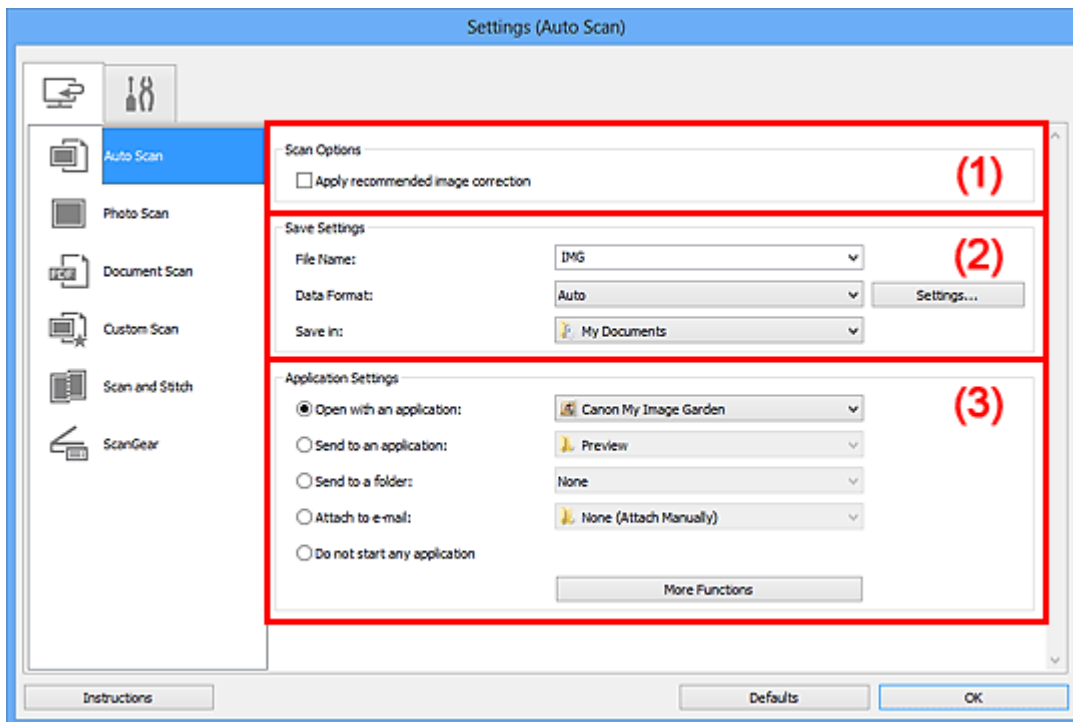 Settings (Auto Scan)
Auto Scan
Photo Scan
Document Scan
Custom Scan
Scan and Stitch
ScanGear
Scan Options
Apply recommended image correction
(1)
Save Settings
File Name: IMG
(2)
Data Format: Auto Settings...
Save in: My Documents
Application Settings
Open with an application: Canon My Image Garden
(3)
Send to an application: Preview
Send to a folder: None
Attach to e-mail: None (Attach Manually)
Do not start any application
More Functions
Instructions Defaults OK